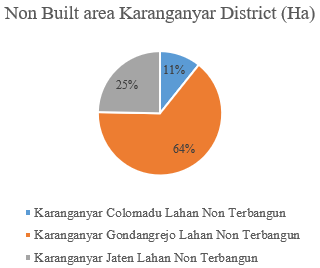 Non Built area Karanganyar District (Ha)
11%
25%
64%
Karanganyar Colomadu Lahan Non Terbangun
Karanganyar Gondangrejo Lahan Non Terbangun
Karanganyar Jaten Lahan Non Terbangun